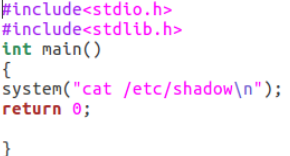 #include<stdio.h>
#include<stdlib.h>
int main()
{
system("cat /etc/shadow\n");
return 0;
}